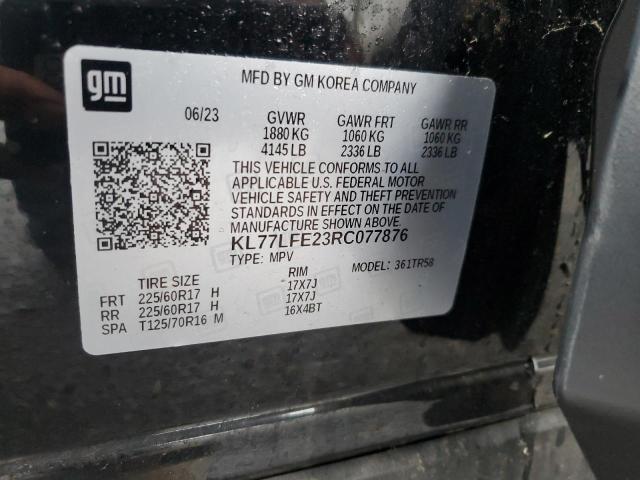 gm
MFD BY GM KOREA COMPANY
06/23 GVWR GAWR FRT GAWR RR
1880 KG 1060 KG 1060 KG
4145 LB 2336 LB 2336 LB
THIS VEHICLE CONFORMS TO ALL
APPLICABLE U.S. FEDERAL MOTOR
VEHICLE SAFETY AND THEFT PREVENTION
STANDARDS IN EFFECT ON THE DATE OF
MANUFACTURE SHOWN ABOVE.
KL77LFE23RC077876
TYPE: MPV MODEL: 361TR58
TIRE SIZE RIM
FRT 225/60R17 H 17X7J
RR 225/60R17 H 17X7J
SPA T125/70R16 M 16X4BT